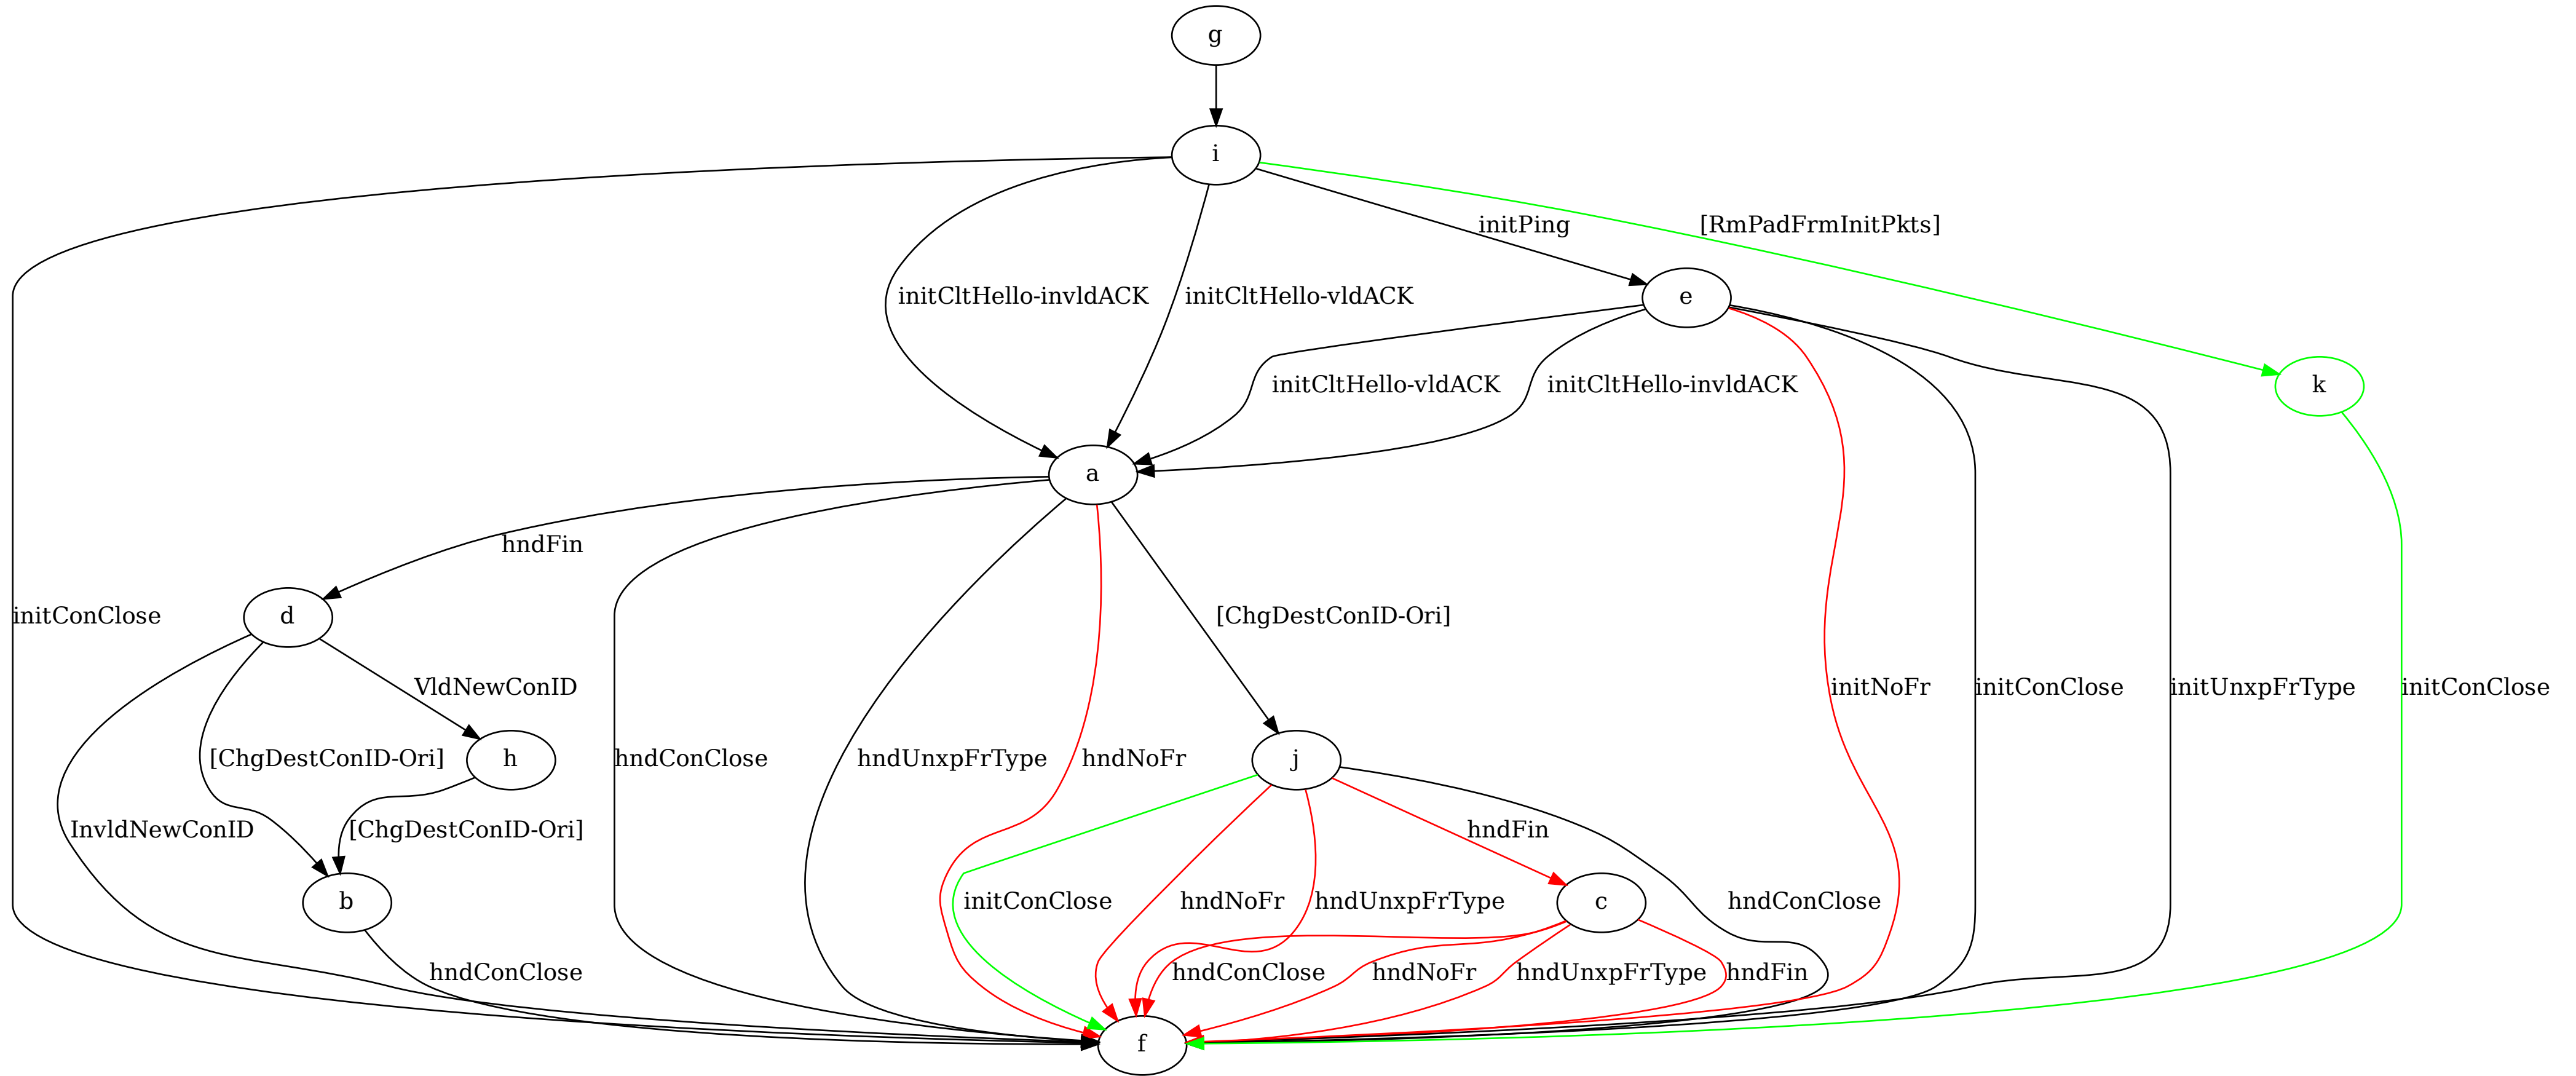 g
i
initPing
[RmPadFrmInitPkts]
initCltHello-invldACK
initCltHello-vldACK
e
initCltHello-vldACK
initCltHello-invldACK
k
a
hndFin
initConClose
d
[ChgDestConID-Ori]
VldNewConID
initNoFr
initConClose
initUnxpFrType
initConClose
[ChgDestConID-Ori]
h
hndConClose
hndUnxpFrType
hndNoFr
j
InvldNewConID
[ChgDestConID-Ori]
hndFin
b
initConClose
hndNoFr
hndUnxpFrType
c
hndConClose
hndConClose
hndConClose
hndNoFr
hndUnxpFrType
hndFin
f